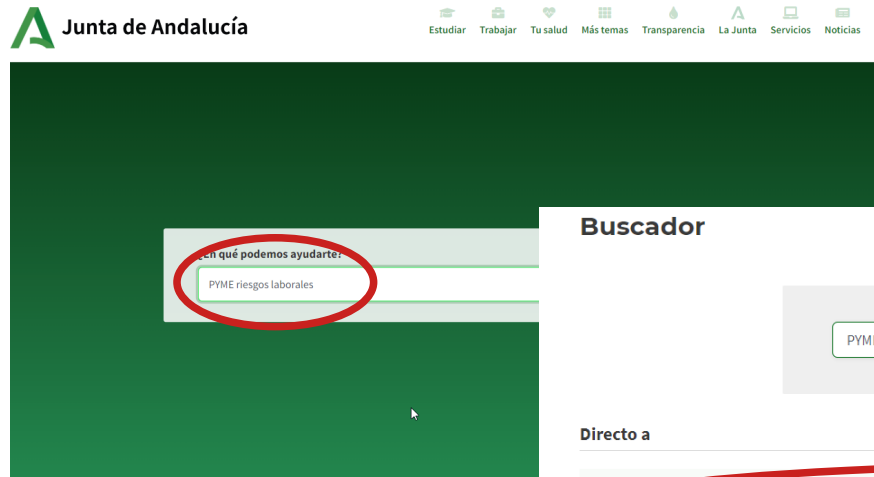 Junta de Andalucía
Estudiar Trabajar Tu salud Más temas Transparencia La Junta Servicios Noticias
¿En qué podemos ayudarte?
PYME riesgos laborales
Buscador
PYM
Directo a